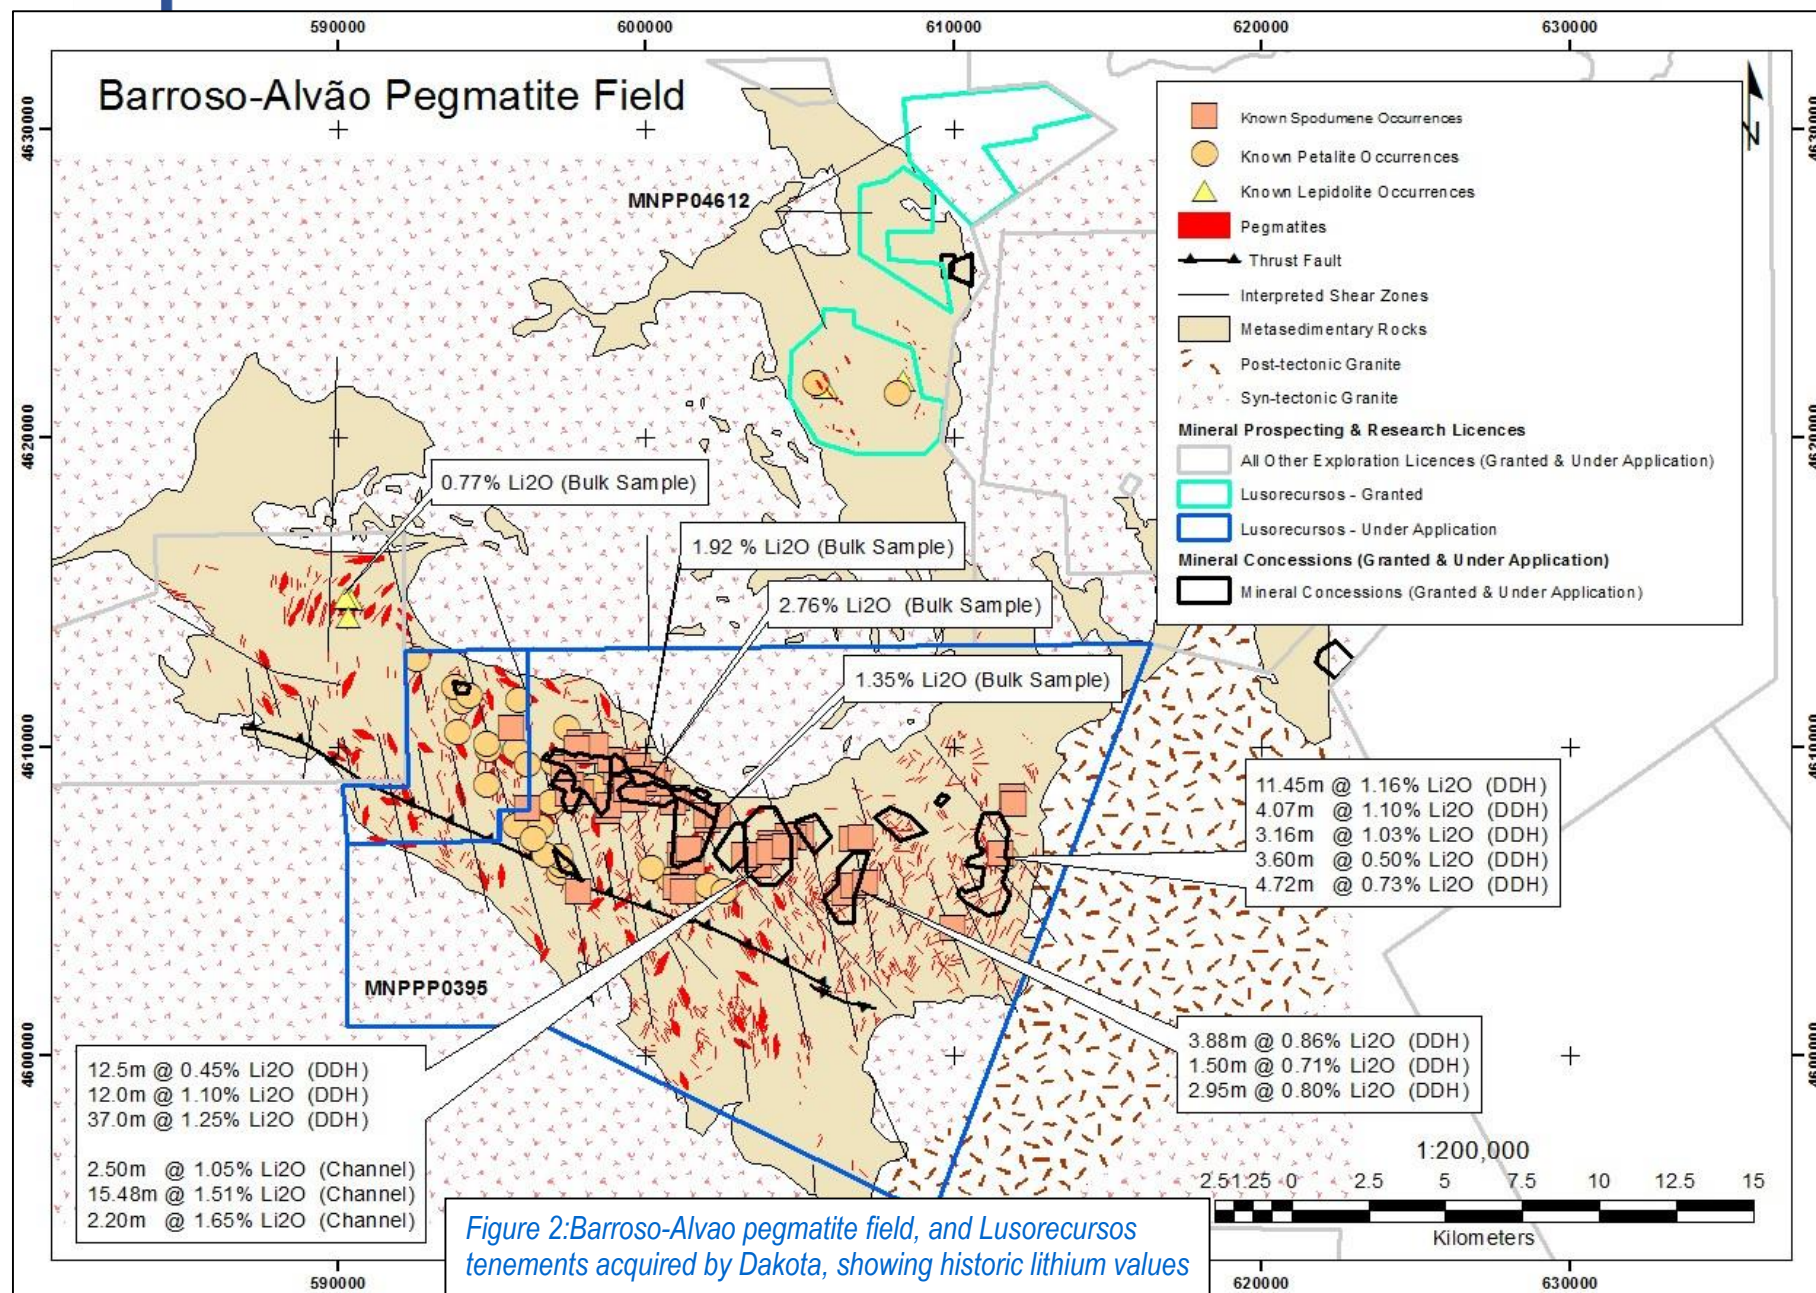 590000
600000
610000
620000
630000
Barroso-Alvão Pegmatite Field
4630000
4620000
4610000
4600000
4630000
4620000
4610000
4600000
MNPP04612
Known Spodumene Occurrences
Known Petalite Occurrences
Known Lepidolite Occurrences
Pegmatites
Thrust Fault
Interpreted Shear Zones
Metasedimentary Rocks
Post-tectonic Granite
Syn-tectonic Granite
Mineral Prospecting & Research Licences
All Other Exploration Licences (Granted & Under Application)
Lusorecursos - Granted
Lusorecursos - Under Application
Mineral Concessions (Granted & Under Application)
Mineral Concessions (Granted & Under Application)
N
0.77% Li2O (Bulk Sample)
1.92 % Li2O (Bulk Sample)
2.76% Li2O (Bulk Sample)
1.35% Li2O (Bulk Sample)
11.45m @ 1.16% Li2O (DDH)
4.07m @ 1.10% Li2O (DDH)
3.16m @ 1.03% Li2O (DDH)
3.60m @ 0.50% Li2O (DDH)
4.72m @ 0.73% Li2O (DDH)
MNPPP0395
3.88m @ 0.86% Li2O (DDH)
1.50m @ 0.71% Li2O (DDH)
2.95m @ 0.80% Li2O (DDH)
12.5m @ 0.45% Li2O (DDH)
12.0m @ 1.10% Li2O (DDH)
37.0m @ 1.25% Li2O (DDH)
2.50m @ 1.05% Li2O (Channel)
15.48m @ 1.51% Li2O (Channel)
2.20m @ 1.65% Li2O (Channel)
1:200,000
2.5 1.25 0 2.5 5 7.5 10 12.5 15
Kilometers
Figure 2:Barroso-Alvao pegmatite field, and Lusorecursos
tenements acquired by Dakota, showing historic lithium values
590000
620000
630000